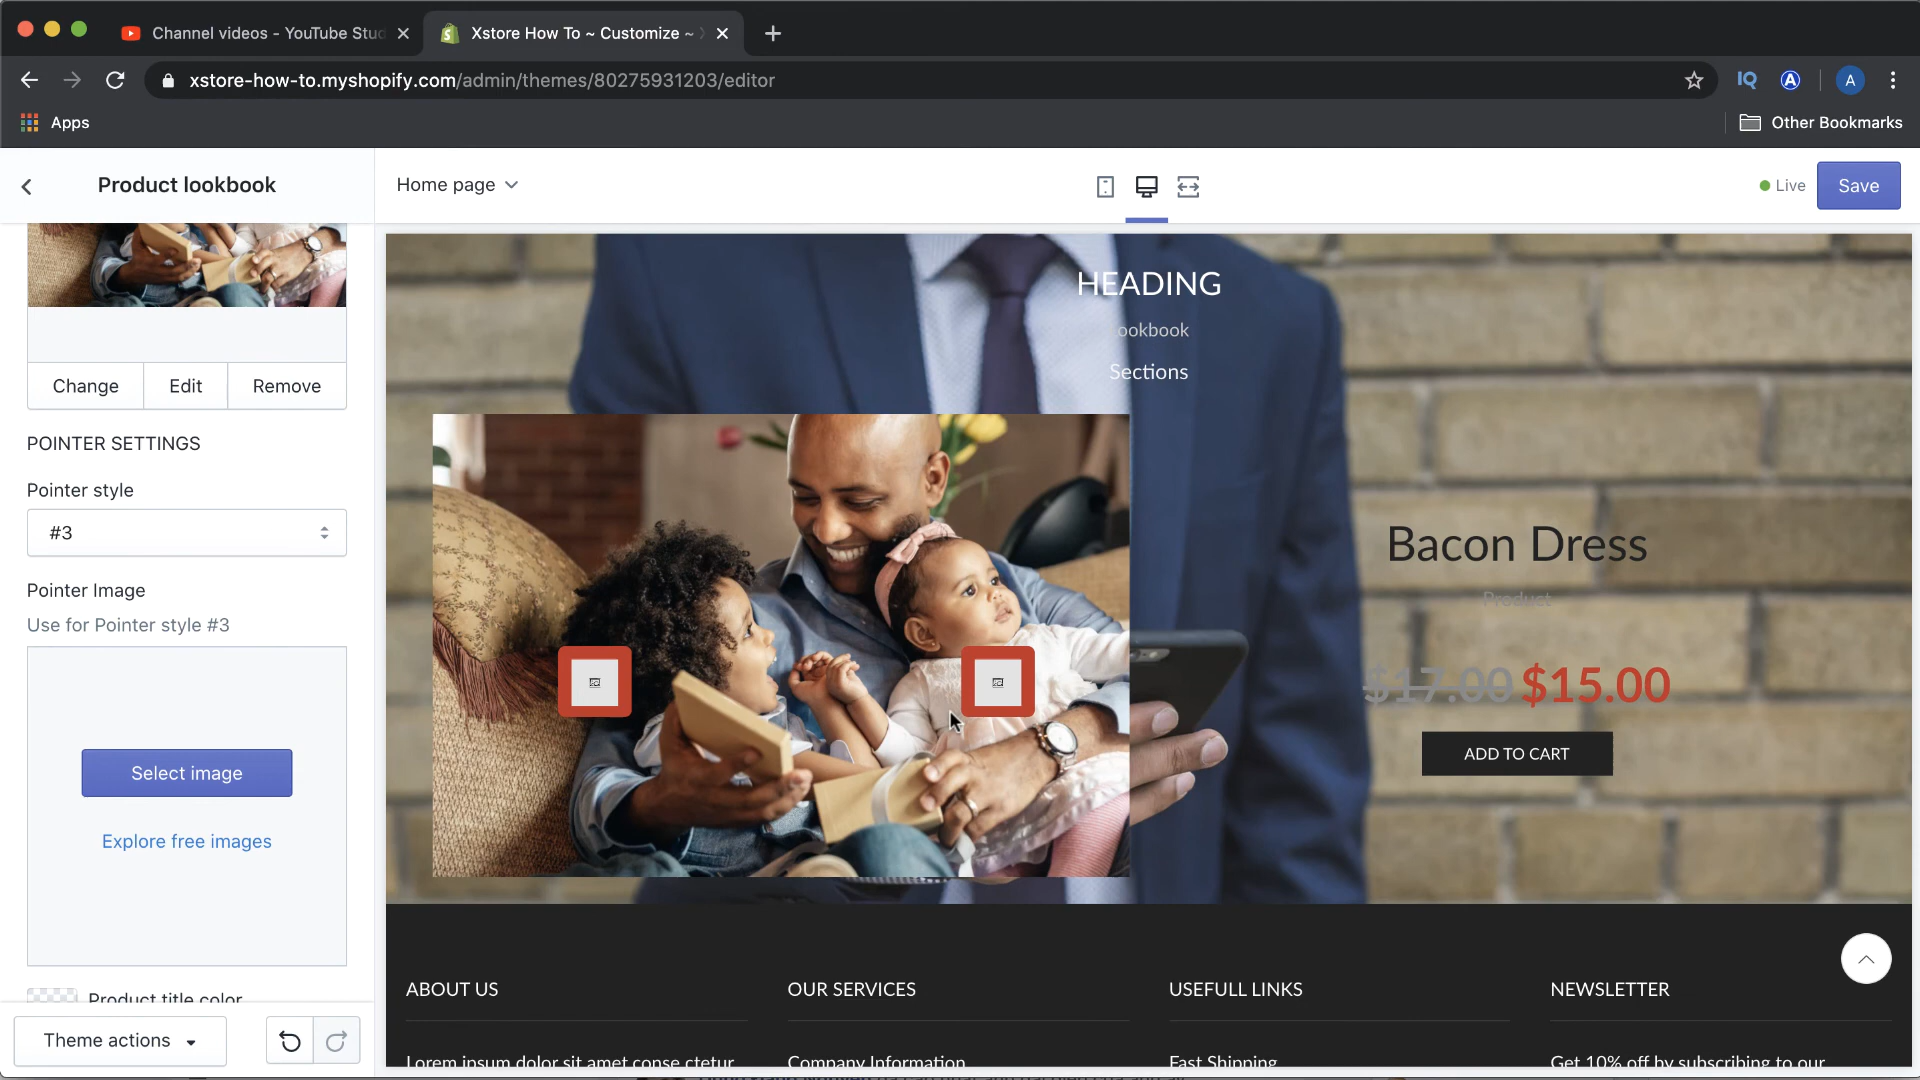 Channel videos - YouTube Stud
Xstore How To ~ Customize ~
xstore-how-to.myshopify.com/admin/themes/80275931203/editor
IQ
A
A
Apps
Other Bookmarks
Product lookbook
Home page
Live
Save
Change
Edit
Remove
POINTER SETTINGS
Pointer style
#3
Pointer Image
Use for Pointer style #3
Select image
Explore free images
Product title color
Theme actions
HEADING
ookbook
Sections
Bacon Dress
Product
$17.00 $15.00
ADD TO CART
ABOUT US
OUR SERVICES
USEFULL LINKS
NEWSLETTER
Lorem ipsum dolor sit amet conse ctetur
Company Information
Fast Shipping
Get 10% off by subscribing to our